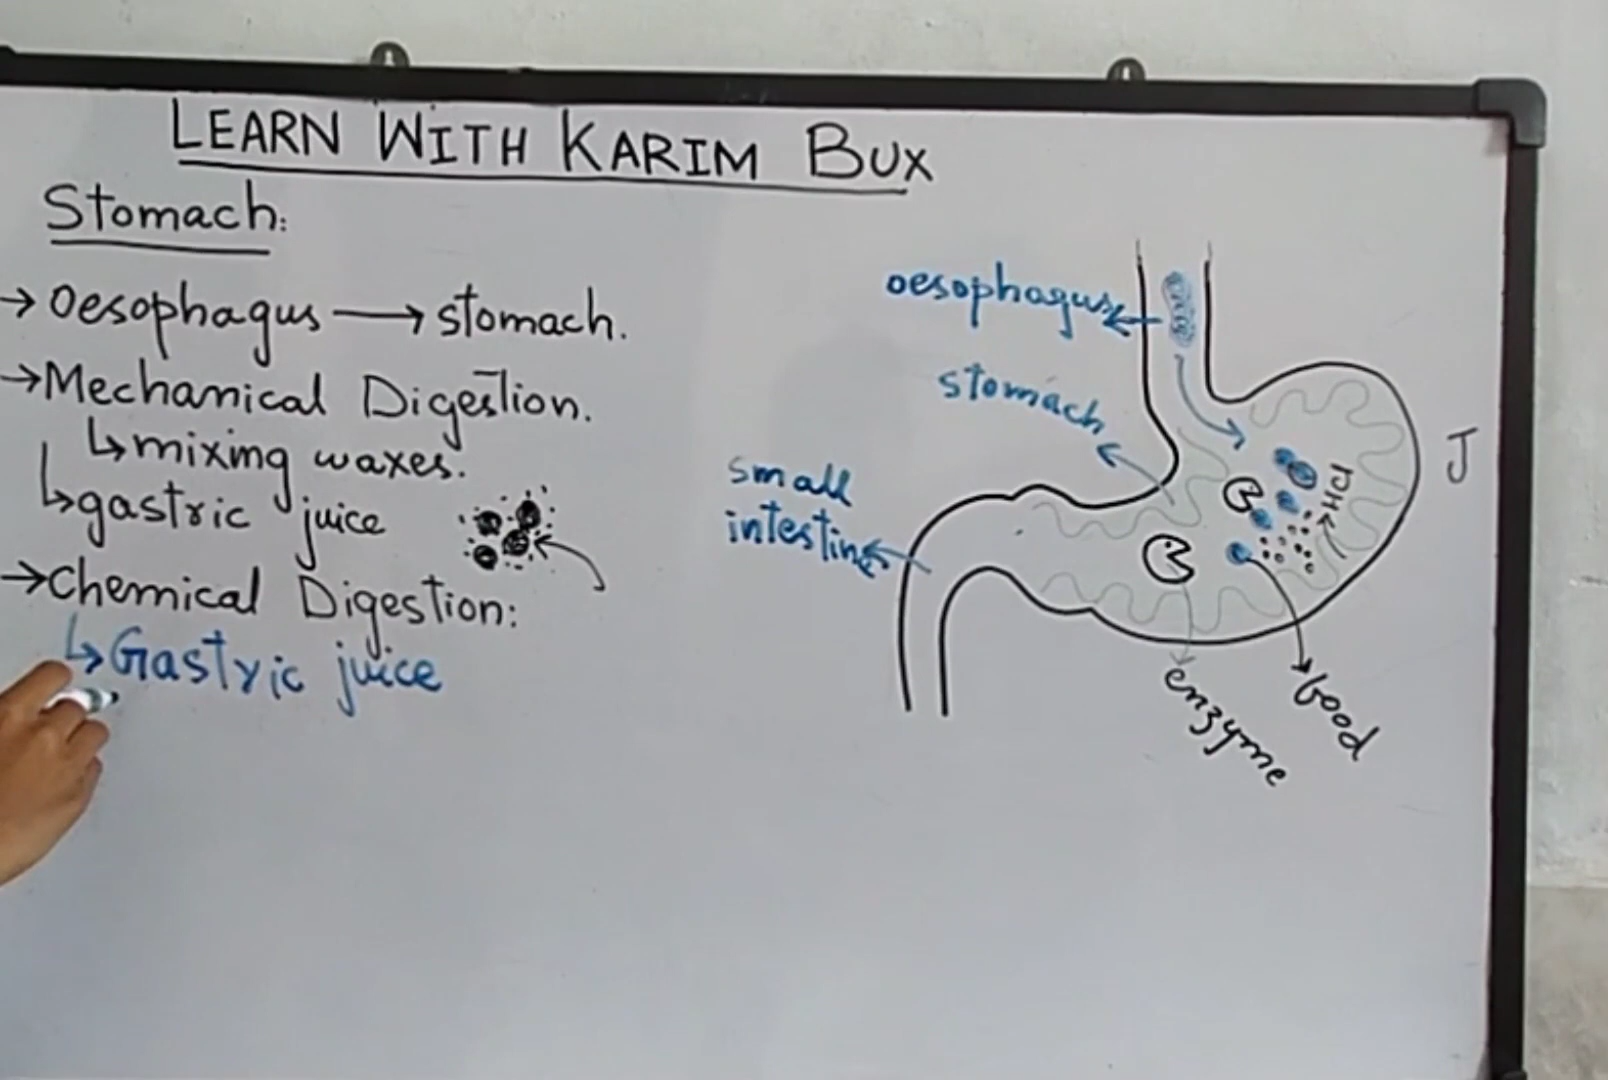 LEARN WITH KARIM BUX
Stomach:
→ Oesophagus → stomach.
→ Mechanical Digestion.
↳ mixing waxes.
↳ gastric juice
→ Chemical Digestion:
↳ Gastric juice
oesophagus
stomach
small
intestine
HCl
J
enzyme
food